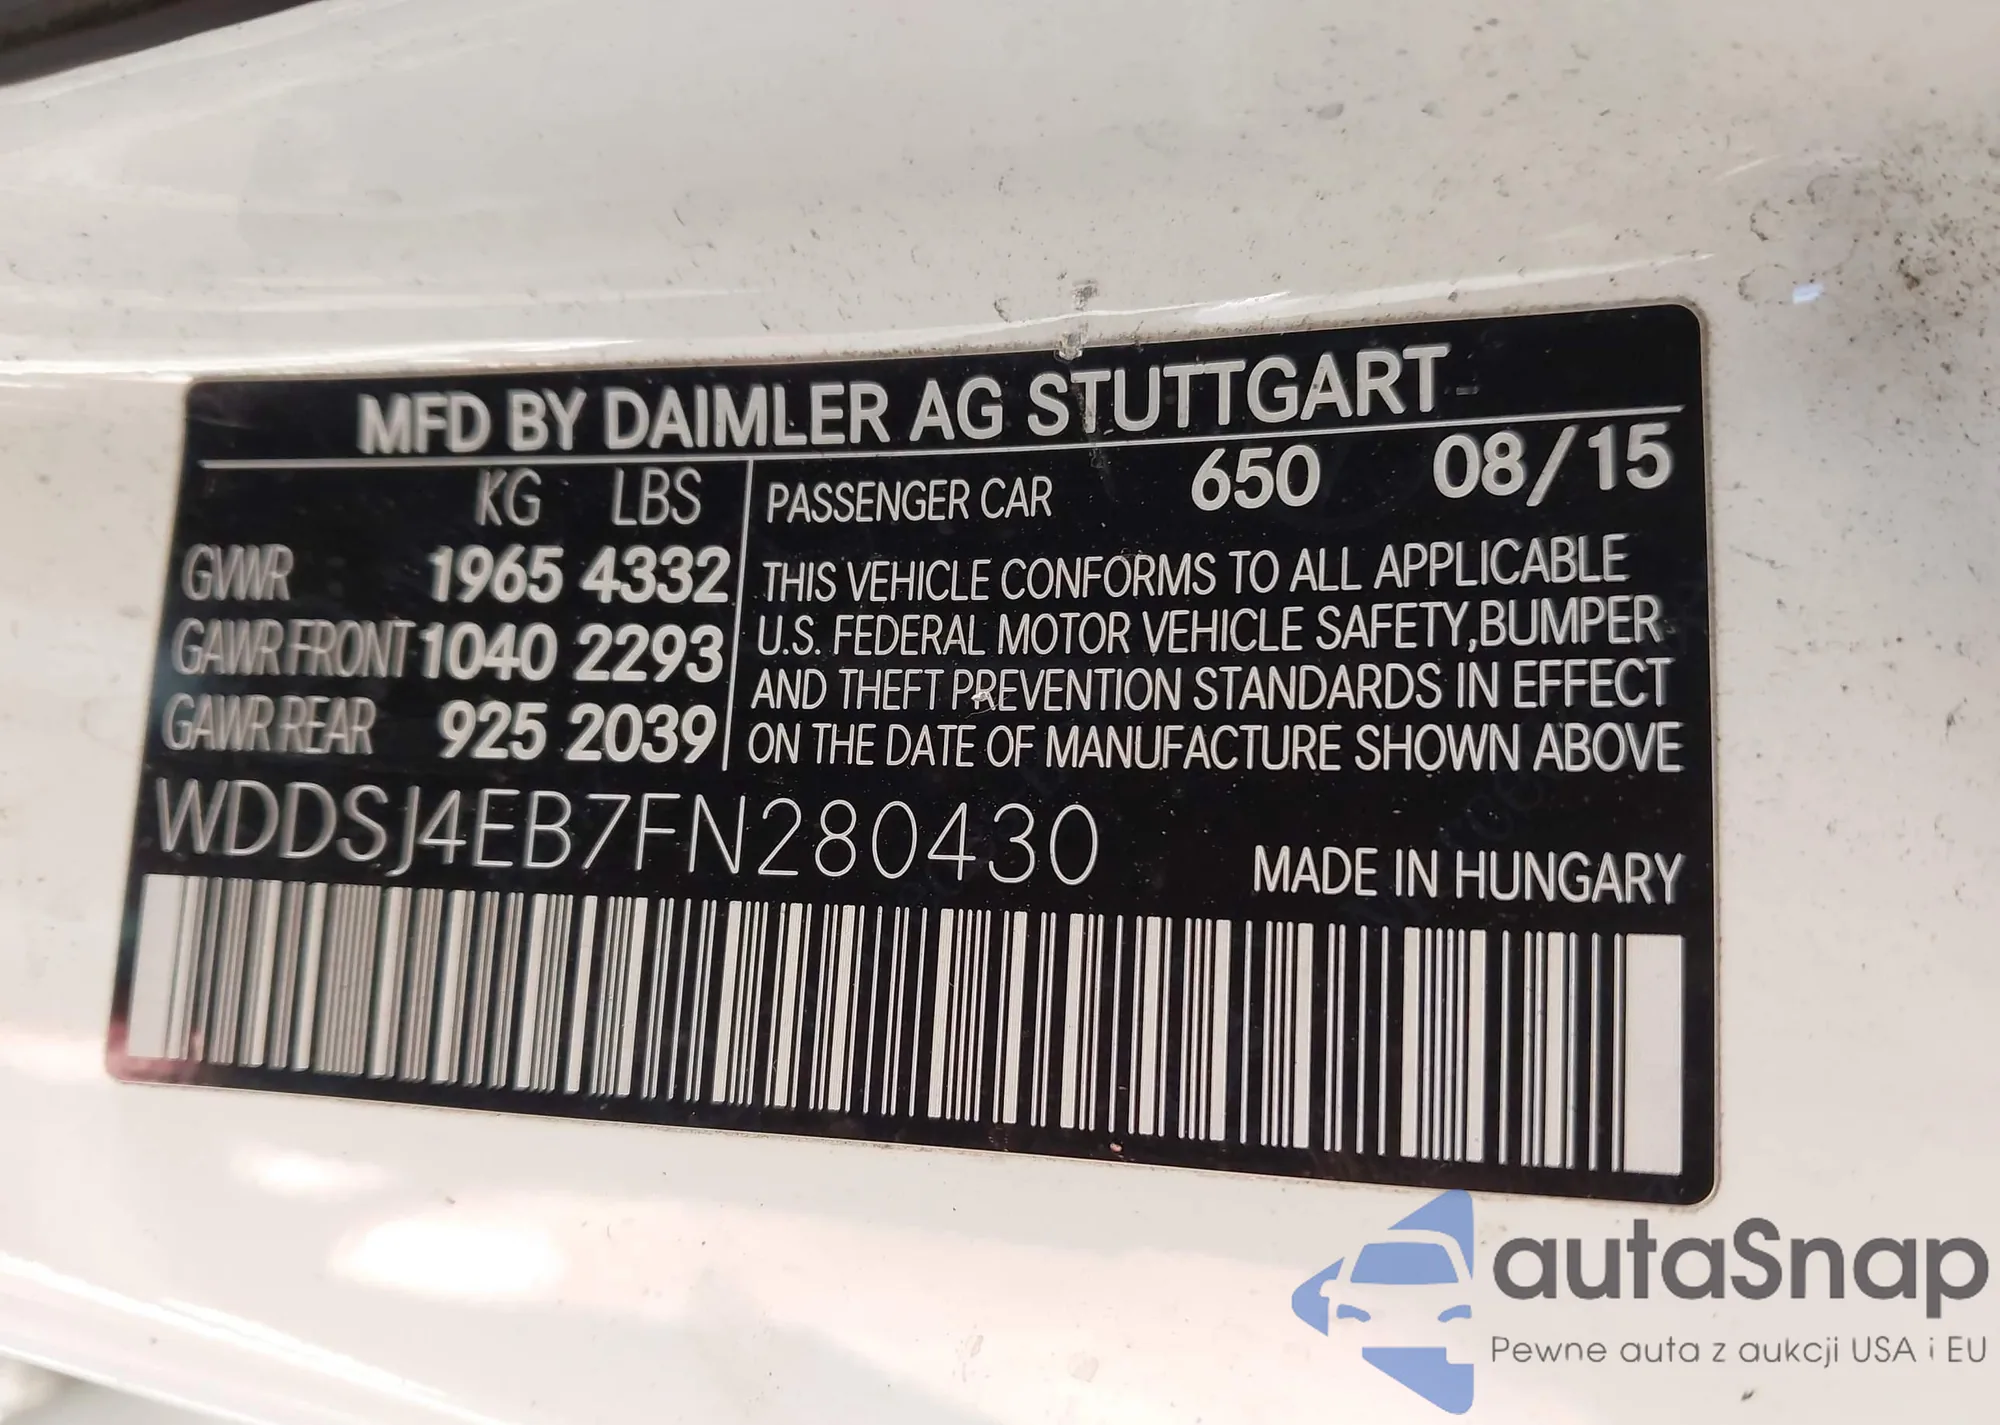 MFD BY DAIMLER AG STUTTGART
KG LBS
GVWR 1965 4332
GAWR FRONT 1040 2293
GAWR REAR 925 2039
PASSENGER CAR 650 08/15
THIS VEHICLE CONFORMS TO ALL APPLICABLE
U.S. FEDERAL MOTOR VEHICLE SAFETY,BUMPER
AND THEFT PREVENTION STANDARDS IN EFFECT
ON THE DATE OF MANUFACTURE SHOWN ABOVE
WDDSJ4EB7FN280430
MADE IN HUNGARY
autaSnap
Pewne auta z aukcji USA i EU